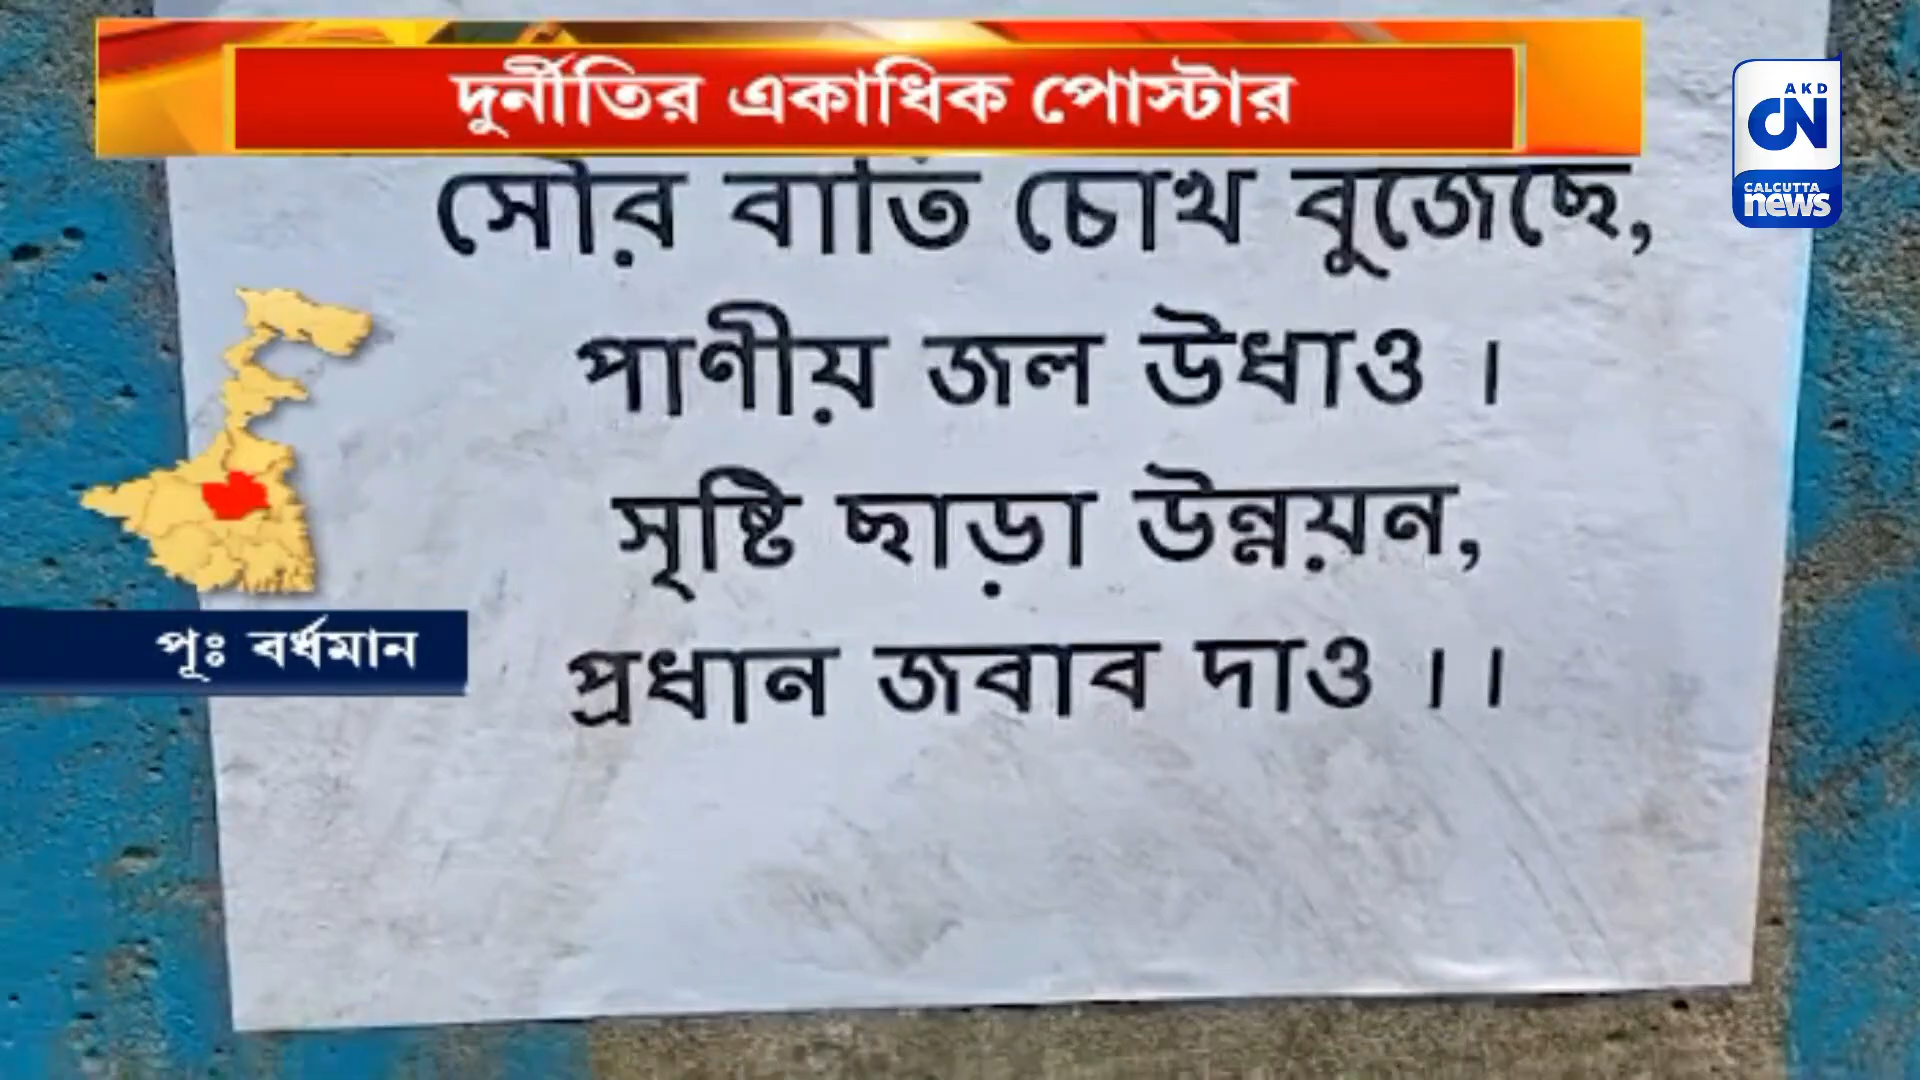 দুর্নীতির একাধিক পোস্টার
AKD
CN
CALCUTTA
news
সৌর বাতি চোখ বুজেছে,
পাণীয় জল উধাও ।
সৃষ্টি ছাড়া উন্নয়ন,
প্রধান জবাব দাও ।।
পূঃ বর্ধমান